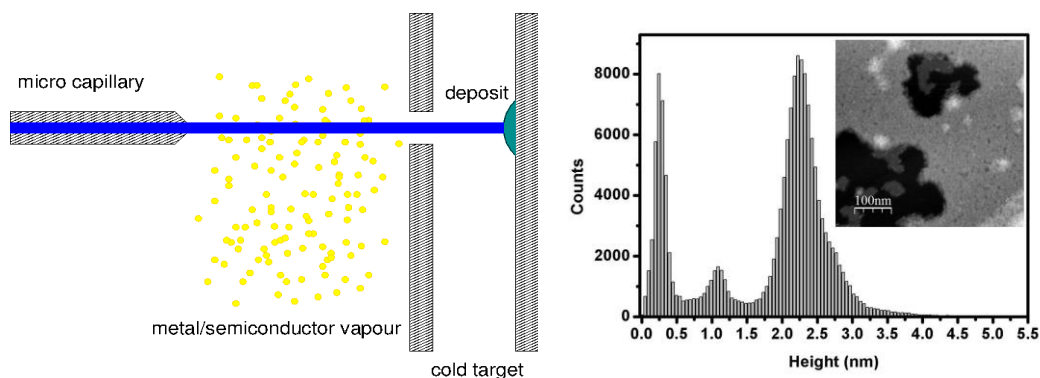 micro capillary
deposit
metal/semiconductor vapour
cold target
8000
6000
4000
2000
0
Counts
0.0 0.5 1.0 1.5 2.0 2.5 3.0 3.5 4.0 4.5 5.0 5.5
Height (nm)
100nm